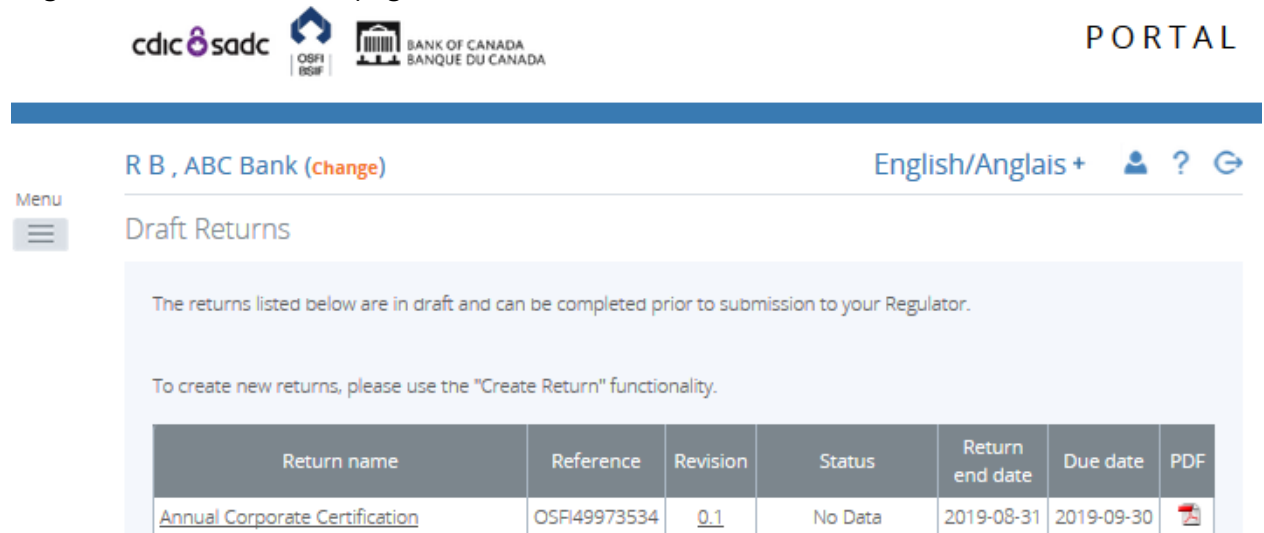 cdic sadc
OSFI
BSIF
BANK OF CANADA
BANQUE DU CANADA
PORTAL
R B , ABC Bank (Change)
English/Anglais +
?
Menu
Draft Returns
The returns listed below are in draft and can be completed prior to submission to your Regulator.
To create new returns, please use the "Create Return" functionality.
Return name Reference Revision Status Return end date Due date PDF
Annual Corporate Certification OSFI49973534 0.1 No Data 2019-08-31 2019-09-30